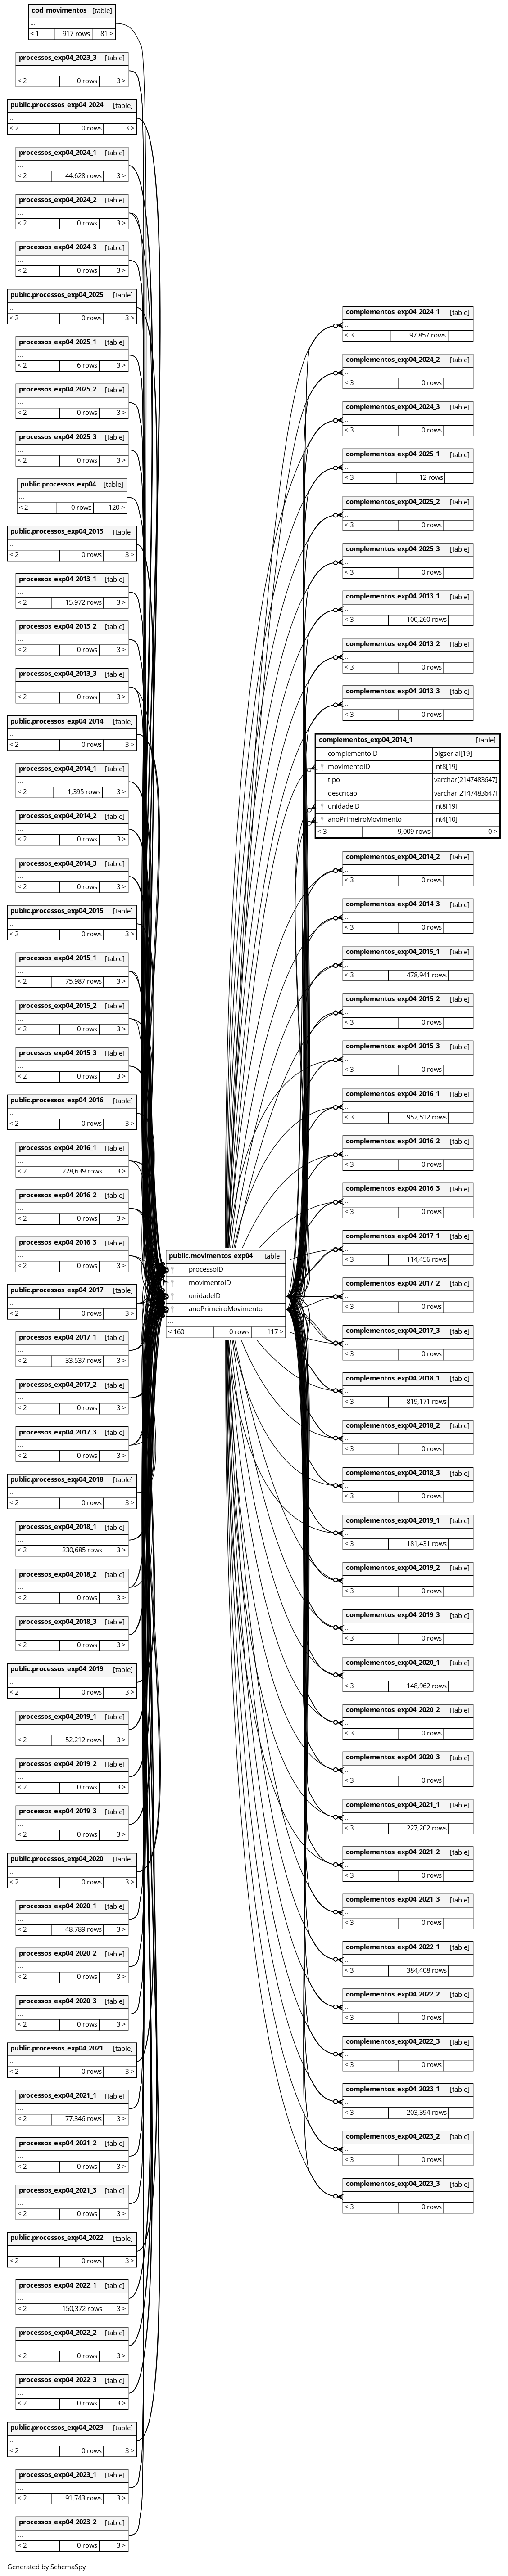 cod_movimentos [table]
...
< 1 917 rows 81 >
processos_exp04_2023_3 [table]
...
< 2 0 rows 3 >
public.processos_exp04_2024 [table]
...
< 2 0 rows 3 >
processos_exp04_2024_1 [table]
...
< 2 44,628 rows 3 >
processos_exp04_2024_2 [table]
...
< 2 0 rows 3 >
processos_exp04_2024_3 [table]
...
< 2 0 rows 3 >
public.processos_exp04_2025 [table]
...
< 2 0 rows 3 >
processos_exp04_2025_1 [table]
...
< 2 6 rows 3 >
processos_exp04_2025_2 [table]
...
< 2 0 rows 3 >
processos_exp04_2025_3 [table]
...
< 2 0 rows 3 >
public.processos_exp04 [table]
...
< 2 0 rows 120 >
public.processos_exp04_2013 [table]
...
< 2 0 rows 3 >
processos_exp04_2013_1 [table]
...
< 2 15,972 rows 3 >
processos_exp04_2013_2 [table]
...
< 2 0 rows 3 >
processos_exp04_2013_3 [table]
...
< 2 0 rows 3 >
public.processos_exp04_2014 [table]
...
< 2 0 rows 3 >
processos_exp04_2014_1 [table]
...
< 2 1,395 rows 3 >
processos_exp04_2014_2 [table]
...
< 2 0 rows 3 >
processos_exp04_2014_3 [table]
...
< 2 0 rows 3 >
public.processos_exp04_2015 [table]
...
< 2 0 rows 3 >
processos_exp04_2015_1 [table]
...
< 2 75,987 rows 3 >
processos_exp04_2015_2 [table]
...
< 2 0 rows 3 >
processos_exp04_2015_3 [table]
...
< 2 0 rows 3 >
public.processos_exp04_2016 [table]
...
< 2 0 rows 3 >
processos_exp04_2016_1 [table]
...
< 2 228,639 rows 3 >
processos_exp04_2016_2 [table]
...
< 2 0 rows 3 >
processos_exp04_2016_3 [table]
...
< 2 0 rows 3 >
public.processos_exp04_2017 [table]
...
< 2 0 rows 3 >
processos_exp04_2017_1 [table]
...
< 2 33,537 rows 3 >
processos_exp04_2017_2 [table]
...
< 2 0 rows 3 >
processos_exp04_2017_3 [table]
...
< 2 0 rows 3 >
public.processos_exp04_2018 [table]
...
< 2 0 rows 3 >
processos_exp04_2018_1 [table]
...
< 2 230,685 rows 3 >
processos_exp04_2018_2 [table]
...
< 2 0 rows 3 >
processos_exp04_2018_3 [table]
...
< 2 0 rows 3 >
public.processos_exp04_2019 [table]
...
< 2 0 rows 3 >
processos_exp04_2019_1 [table]
...
< 2 52,212 rows 3 >
processos_exp04_2019_2 [table]
...
< 2 0 rows 3 >
processos_exp04_2019_3 [table]
...
< 2 0 rows 3 >
public.processos_exp04_2020 [table]
...
< 2 0 rows 3 >
processos_exp04_2020_1 [table]
...
< 2 48,789 rows 3 >
processos_exp04_2020_2 [table]
...
< 2 0 rows 3 >
processos_exp04_2020_3 [table]
...
< 2 0 rows 3 >
public.processos_exp04_2021 [table]
...
< 2 0 rows 3 >
processos_exp04_2021_1 [table]
...
< 2 77,346 rows 3 >
processos_exp04_2021_2 [table]
...
< 2 0 rows 3 >
processos_exp04_2021_3 [table]
...
< 2 0 rows 3 >
public.processos_exp04_2022 [table]
...
< 2 0 rows 3 >
processos_exp04_2022_1 [table]
...
< 2 150,372 rows 3 >
processos_exp04_2022_2 [table]
...
< 2 0 rows 3 >
processos_exp04_2022_3 [table]
...
< 2 0 rows 3 >
public.processos_exp04_2023 [table]
...
< 2 0 rows 3 >
processos_exp04_2023_1 [table]
...
< 2 91,743 rows 3 >
processos_exp04_2023_2 [table]
...
< 2 0 rows 3 >
public.movimentos_exp04 [table]
processoID
movimentoID
unidadeID
anoPrimeiroMovimento
...
< 160 0 rows 117 >
complementos_exp04_2024_1 [table]
...
< 3 97,857 rows
complementos_exp04_2024_2 [table]
...
< 3 0 rows
complementos_exp04_2024_3 [table]
...
< 3 0 rows
complementos_exp04_2025_1 [table]
...
< 3 12 rows
complementos_exp04_2025_2 [table]
...
< 3 0 rows
complementos_exp04_2025_3 [table]
...
< 3 0 rows
complementos_exp04_2013_1 [table]
...
< 3 100,260 rows
complementos_exp04_2013_2 [table]
...
< 3 0 rows
complementos_exp04_2013_3 [table]
...
< 3 0 rows
complementos_exp04_2014_1 [table]
complementoID bigserial[19]
movimentoID int8[19]
tipo varchar[2147483647]
descricao varchar[2147483647]
unidadeID int8[19]
anoPrimeiroMovimento int4[10]
< 3 9,009 rows 0 >
complementos_exp04_2014_2 [table]
...
< 3 0 rows
complementos_exp04_2014_3 [table]
...
< 3 0 rows
complementos_exp04_2015_1 [table]
...
< 3 478,941 rows
complementos_exp04_2015_2 [table]
...
< 3 0 rows
complementos_exp04_2015_3 [table]
...
< 3 0 rows
complementos_exp04_2016_1 [table]
...
< 3 952,512 rows
complementos_exp04_2016_2 [table]
...
< 3 0 rows
complementos_exp04_2016_3 [table]
...
< 3 0 rows
complementos_exp04_2017_1 [table]
...
< 3 114,456 rows
complementos_exp04_2017_2 [table]
...
< 3 0 rows
complementos_exp04_2017_3 [table]
...
< 3 0 rows
complementos_exp04_2018_1 [table]
...
< 3 819,171 rows
complementos_exp04_2018_2 [table]
...
< 3 0 rows
complementos_exp04_2018_3 [table]
...
< 3 0 rows
complementos_exp04_2019_1 [table]
...
< 3 181,431 rows
complementos_exp04_2019_2 [table]
...
< 3 0 rows
complementos_exp04_2019_3 [table]
...
< 3 0 rows
complementos_exp04_2020_1 [table]
...
< 3 148,962 rows
complementos_exp04_2020_2 [table]
...
< 3 0 rows
complementos_exp04_2020_3 [table]
...
< 3 0 rows
complementos_exp04_2021_1 [table]
...
< 3 227,202 rows
complementos_exp04_2021_2 [table]
...
< 3 0 rows
complementos_exp04_2021_3 [table]
...
< 3 0 rows
complementos_exp04_2022_1 [table]
...
< 3 384,408 rows
complementos_exp04_2022_2 [table]
...
< 3 0 rows
complementos_exp04_2022_3 [table]
...
< 3 0 rows
complementos_exp04_2023_1 [table]
...
< 3 203,394 rows
complementos_exp04_2023_2 [table]
...
< 3 0 rows
complementos_exp04_2023_3 [table]
...
< 3 0 rows
Generated by SchemaSpy